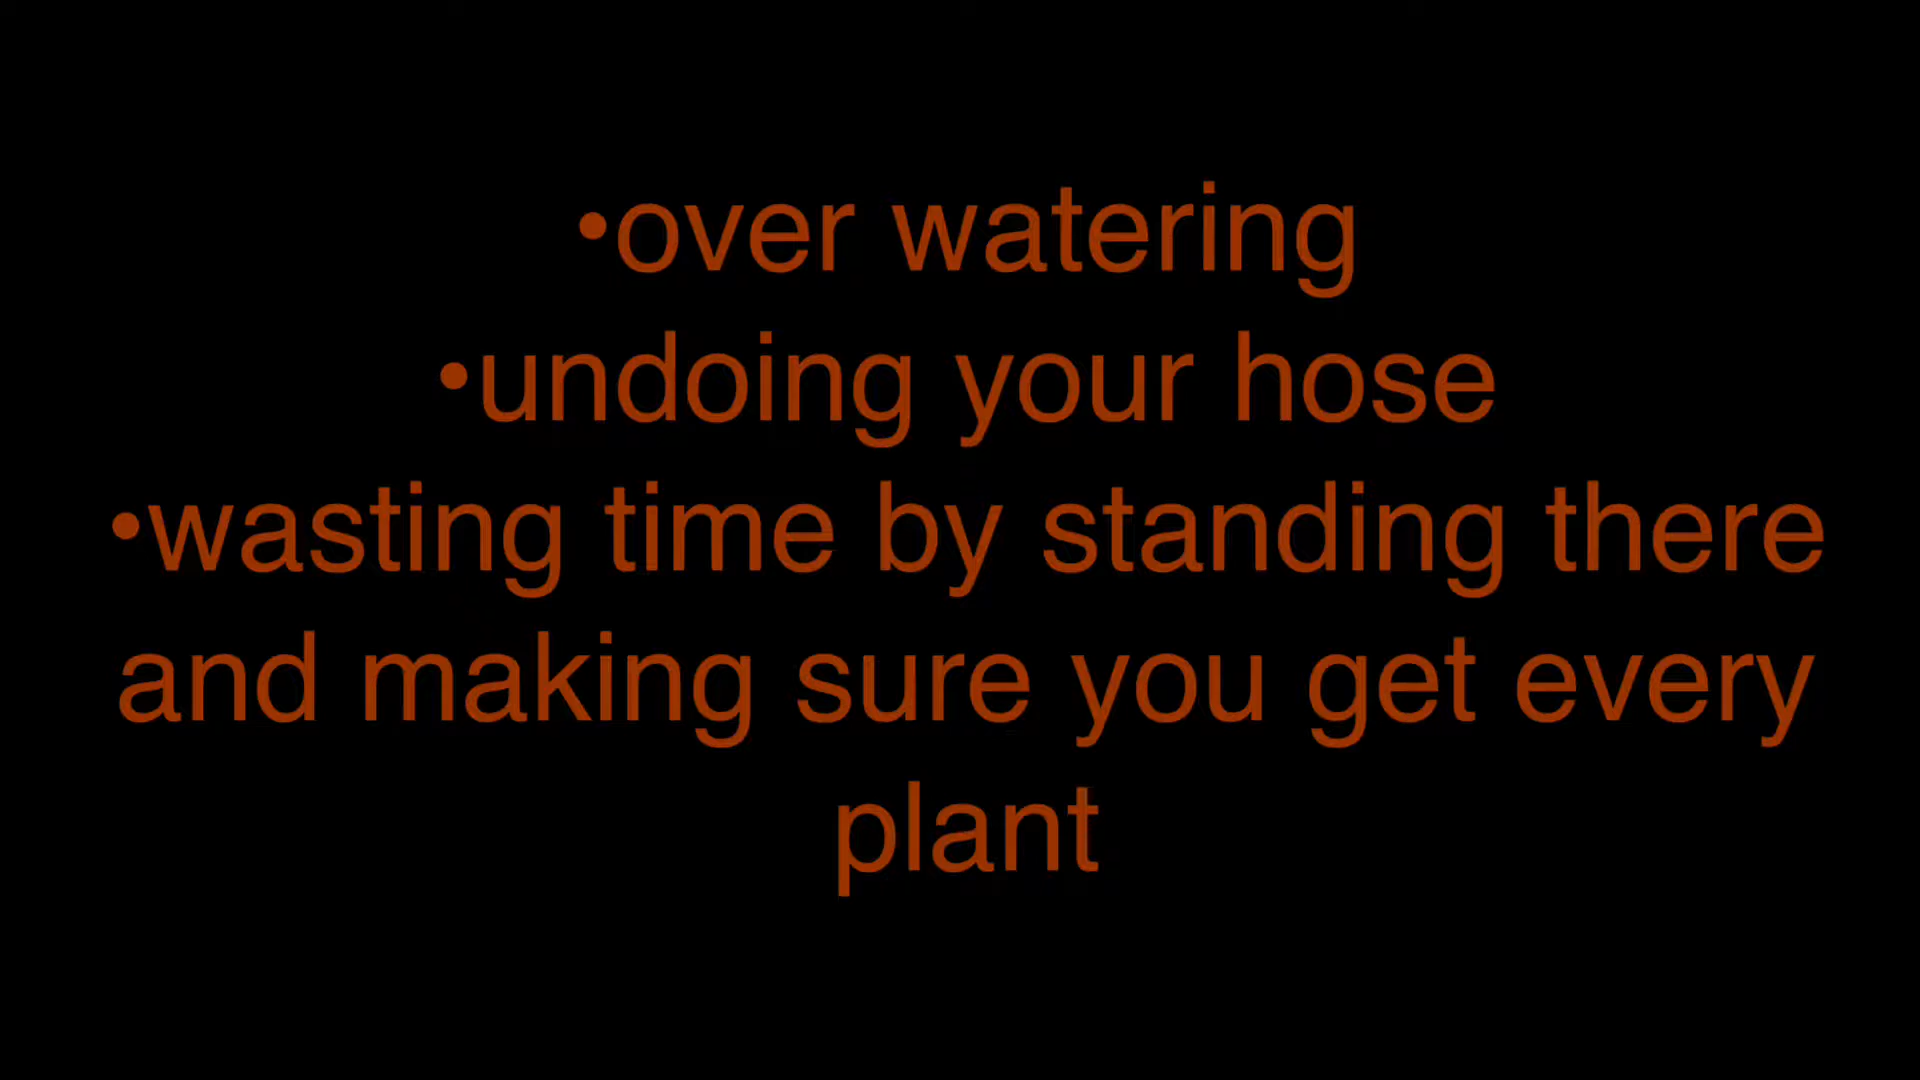 •over watering
•undoing your hose
•wasting time by standing there
and making sure you get every
plant